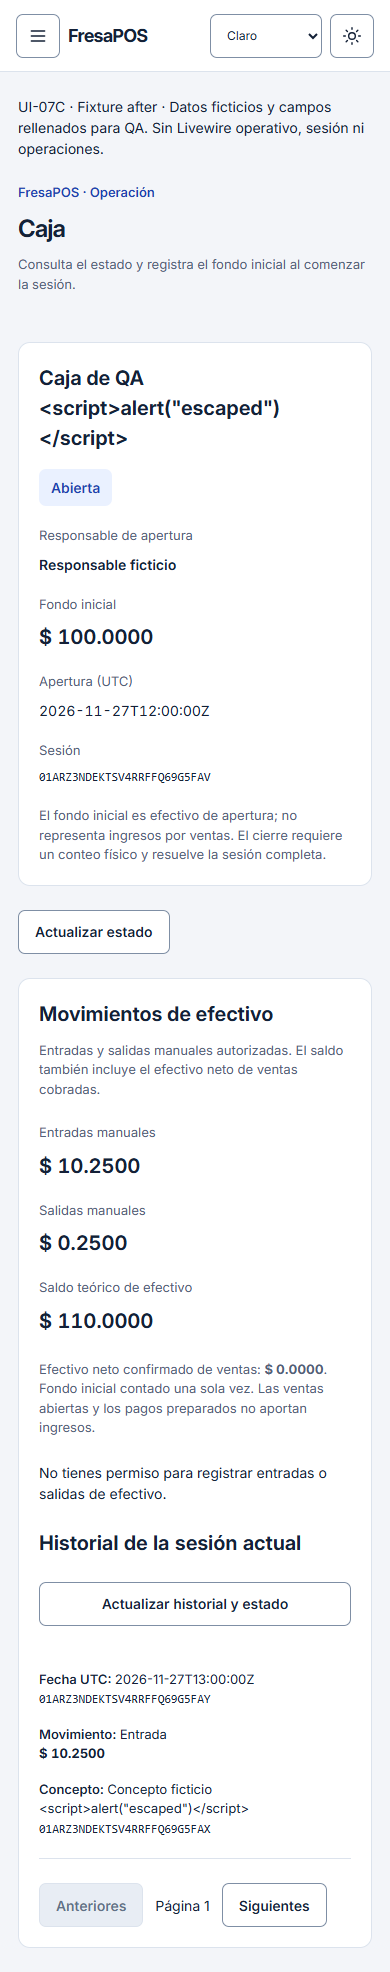 FresaPOS
Claro
UI-07C · Fixture after · Datos ficticios y campos
rellenados para QA. Sin Livewire operativo, sesión ni
operaciones.
FresaPOS · Operación
Caja
Consulta el estado y registra el fondo inicial al comenzar
la sesión.
Caja de QA
<script>alert("escaped")
</script>
Abierta
Responsable de apertura
Responsable ficticio
Fondo inicial
$ 100.0000
Apertura (UTC)
2026-11-27T12:00:00Z
Sesión
01ARZ3NDEKTSV4RRFFQ69G5FAV
El fondo inicial es efectivo de apertura; no
representa ingresos por ventas. El cierre requiere
un conteo físico y resuelve la sesión completa.
Actualizar estado
Movimientos de efectivo
Entradas y salidas manuales autorizadas. El saldo
también incluye el efectivo neto de ventas
cobradas.
Entradas manuales
$ 10.2500
Salidas manuales
$ 0.2500
Saldo teórico de efectivo
$ 110.0000
Efectivo neto confirmado de ventas: $ 0.0000.
Fondo inicial contado una sola vez. Las ventas
abiertas y los pagos preparados no aportan
ingresos.
No tienes permiso para registrar entradas o
salidas de efectivo.
Historial de la sesión actual
Actualizar historial y estado
Fecha UTC: 2026-11-27T13:00:00Z
01ARZ3NDEKTSV4RRFFQ69G5FAY
Movimiento: Entrada
$ 10.2500
Concepto: Concepto ficticio
<script>alert("escaped")</script>
01ARZ3NDEKTSV4RRFFQ69G5FAX
Anteriores Página 1 Siguientes